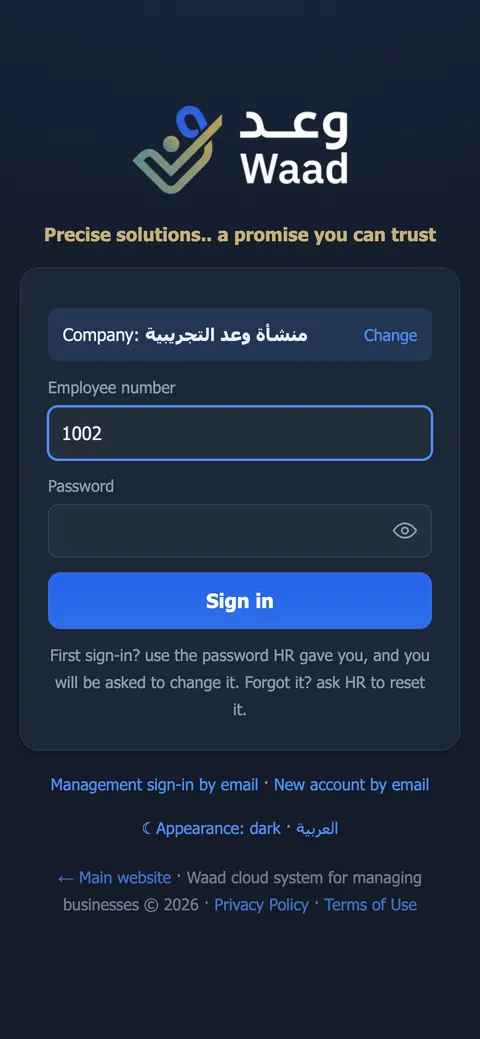 وعد
Waad
Precise solutions.. a promise you can trust
Company: منشأة وعد التجريبية Change
Employee number
1002
Password
Sign in
First sign-in? use the password HR gave you, and you
will be asked to change it. Forgot it? ask HR to reset
it.
Management sign-in by email · New account by email
☾ Appearance: dark · العربية
← Main website · Waad cloud system for managing
businesses © 2026 · Privacy Policy · Terms of Use